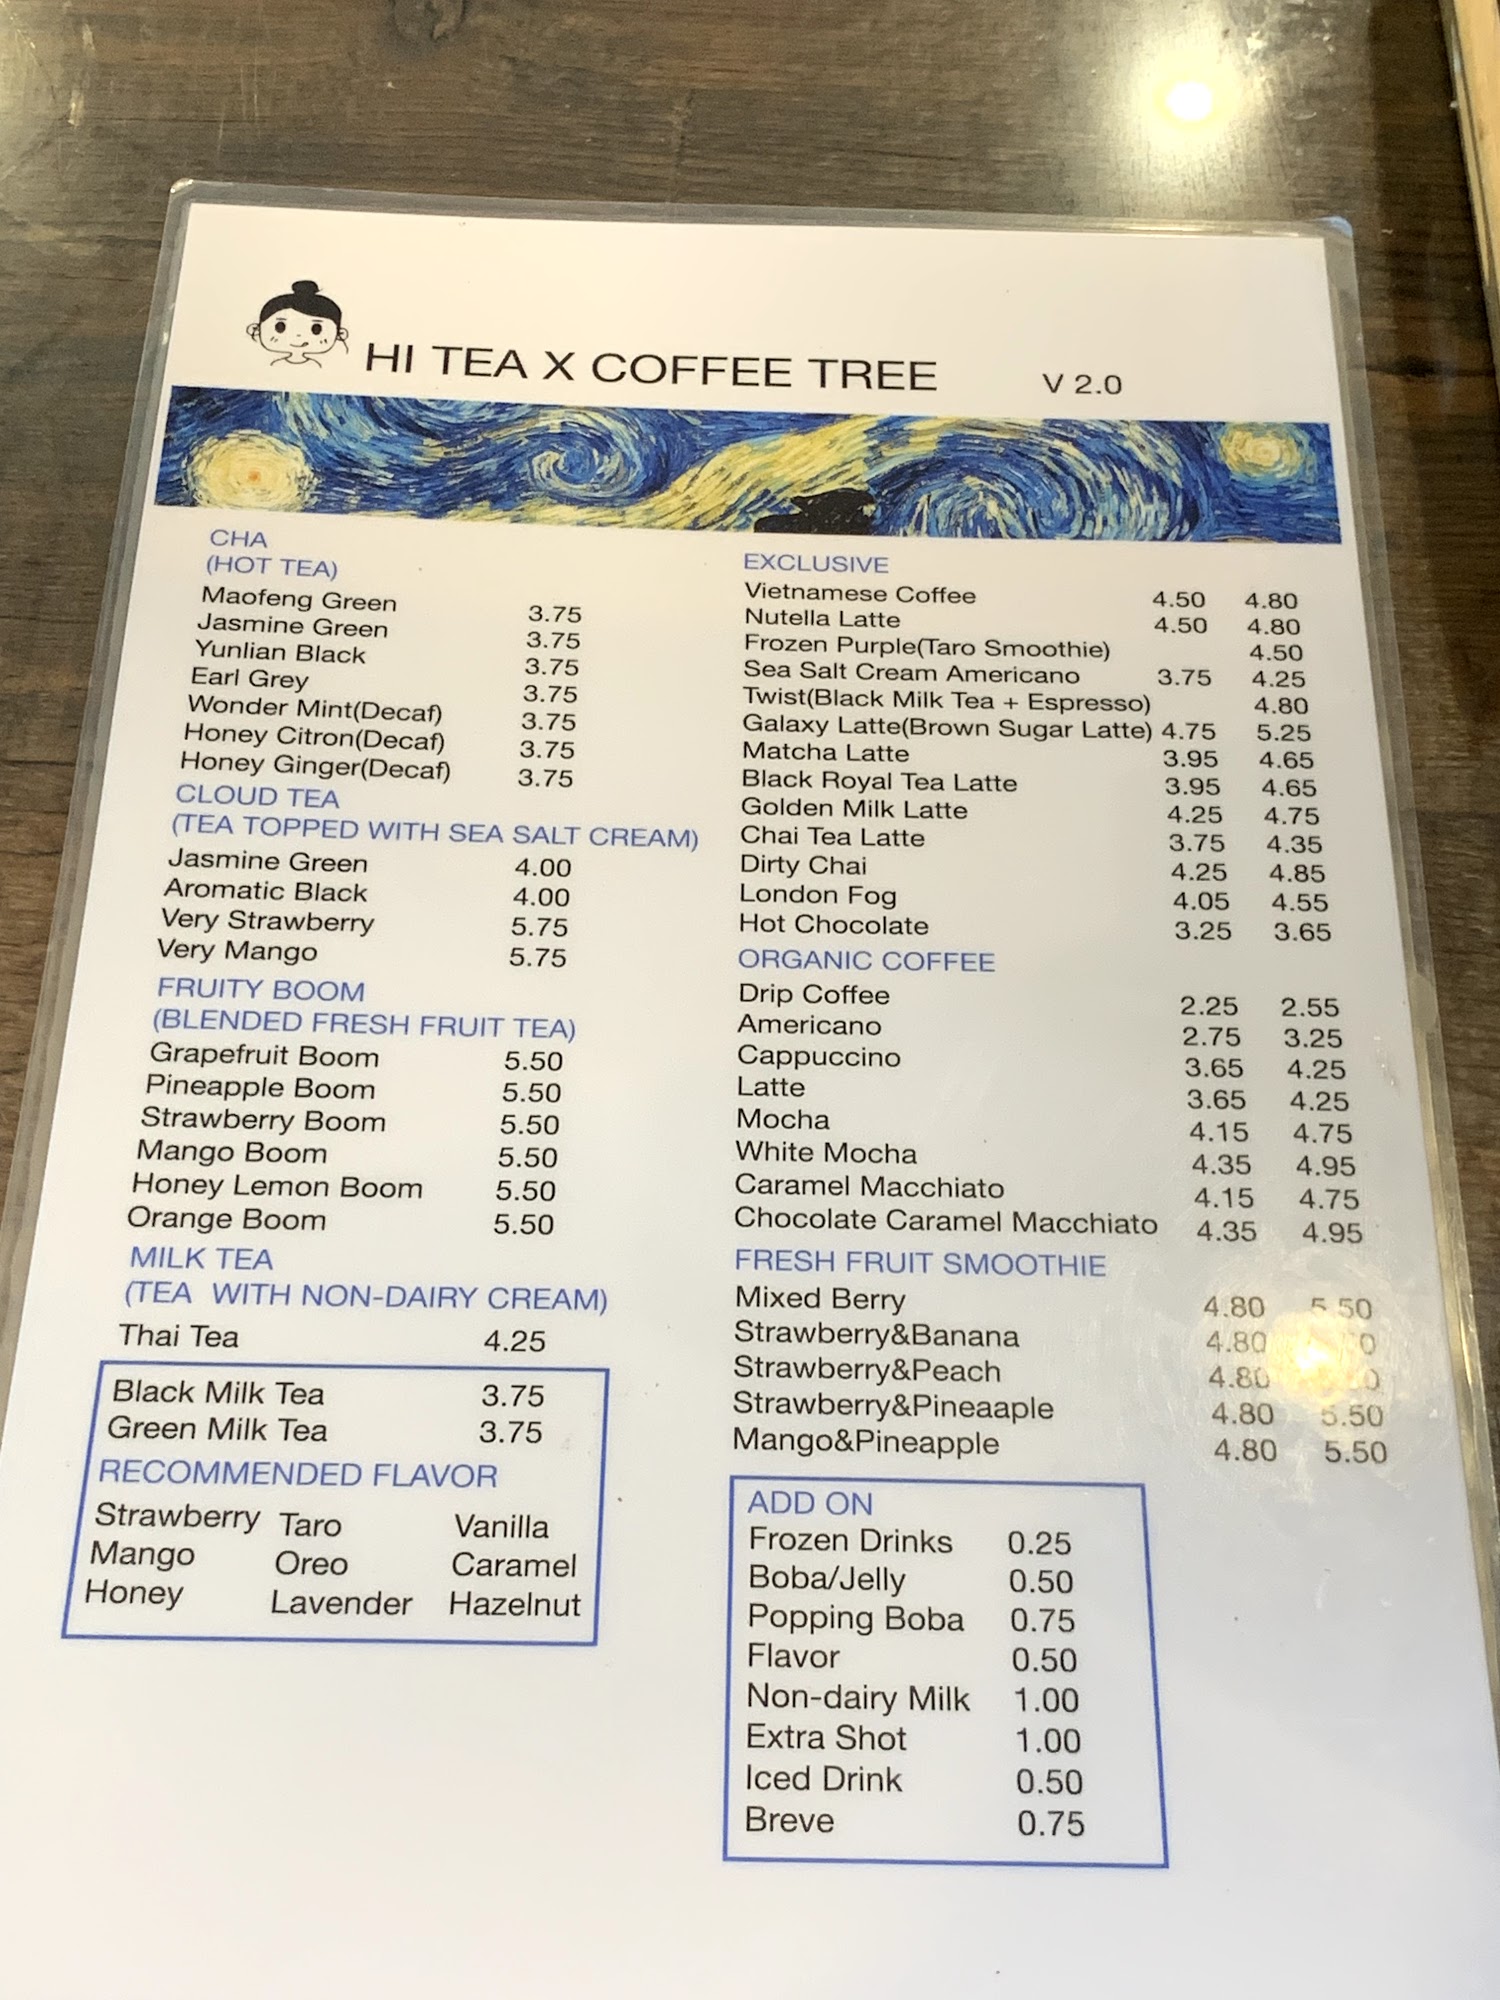 HI TEA X COFFEE TREE V 2.0
CHA
(HOT TEA)
Maofeng Green 3.75
Jasmine Green 3.75
Yunlian Black 3.75
Earl Grey 3.75
Wonder Mint(Decaf) 3.75
Honey Citron(Decaf) 3.75
Honey Ginger(Decaf) 3.75
CLOUD TEA
(TEA TOPPED WITH SEA SALT CREAM)
Jasmine Green 4.00
Aromatic Black 4.00
Very Strawberry 5.75
Very Mango 5.75
FRUITY BOOM
(BLENDED FRESH FRUIT TEA)
Grapefruit Boom 5.50
Pineapple Boom 5.50
Strawberry Boom 5.50
Mango Boom 5.50
Honey Lemon Boom 5.50
Orange Boom 5.50
MILK TEA
(TEA WITH NON-DAIRY CREAM)
Thai Tea 4.25
Black Milk Tea 3.75
Green Milk Tea 3.75
RECOMMENDED FLAVOR
Strawberry Taro Vanilla
Mango Oreo Caramel
Honey Lavender Hazelnut
EXCLUSIVE
Vietnamese Coffee 4.50 4.80
Nutella Latte 4.50 4.80
Frozen Purple(Taro Smoothie) 4.50
Sea Salt Cream Americano 3.75 4.25
Twist(Black Milk Tea + Espresso) 4.80
Galaxy Latte(Brown Sugar Latte) 4.75 5.25
Matcha Latte 3.95 4.65
Black Royal Tea Latte 3.95 4.65
Golden Milk Latte 4.25 4.75
Chai Tea Latte 3.75 4.35
Dirty Chai 4.25 4.85
London Fog 4.05 4.55
Hot Chocolate 3.25 3.65
ORGANIC COFFEE
Drip Coffee 2.25 2.55
Americano 2.75 3.25
Cappuccino 3.65 4.25
Latte 3.65 4.25
Mocha 4.15 4.75
White Mocha 4.35 4.95
Caramel Macchiato 4.15 4.75
Chocolate Caramel Macchiato 4.35 4.95
FRESH FRUIT SMOOTHIE
Mixed Berry 4.80 5.50
Strawberry&Banana 4.80
Strawberry&Peach 4.80
Strawberry&Pineaaple 4.80 5.50
Mango&Pineapple 4.80 5.50
ADD ON
Frozen Drinks 0.25
Boba/Jelly 0.50
Popping Boba 0.75
Flavor 0.50
Non-dairy Milk 1.00
Extra Shot 1.00
Iced Drink 0.50
Breve 0.75